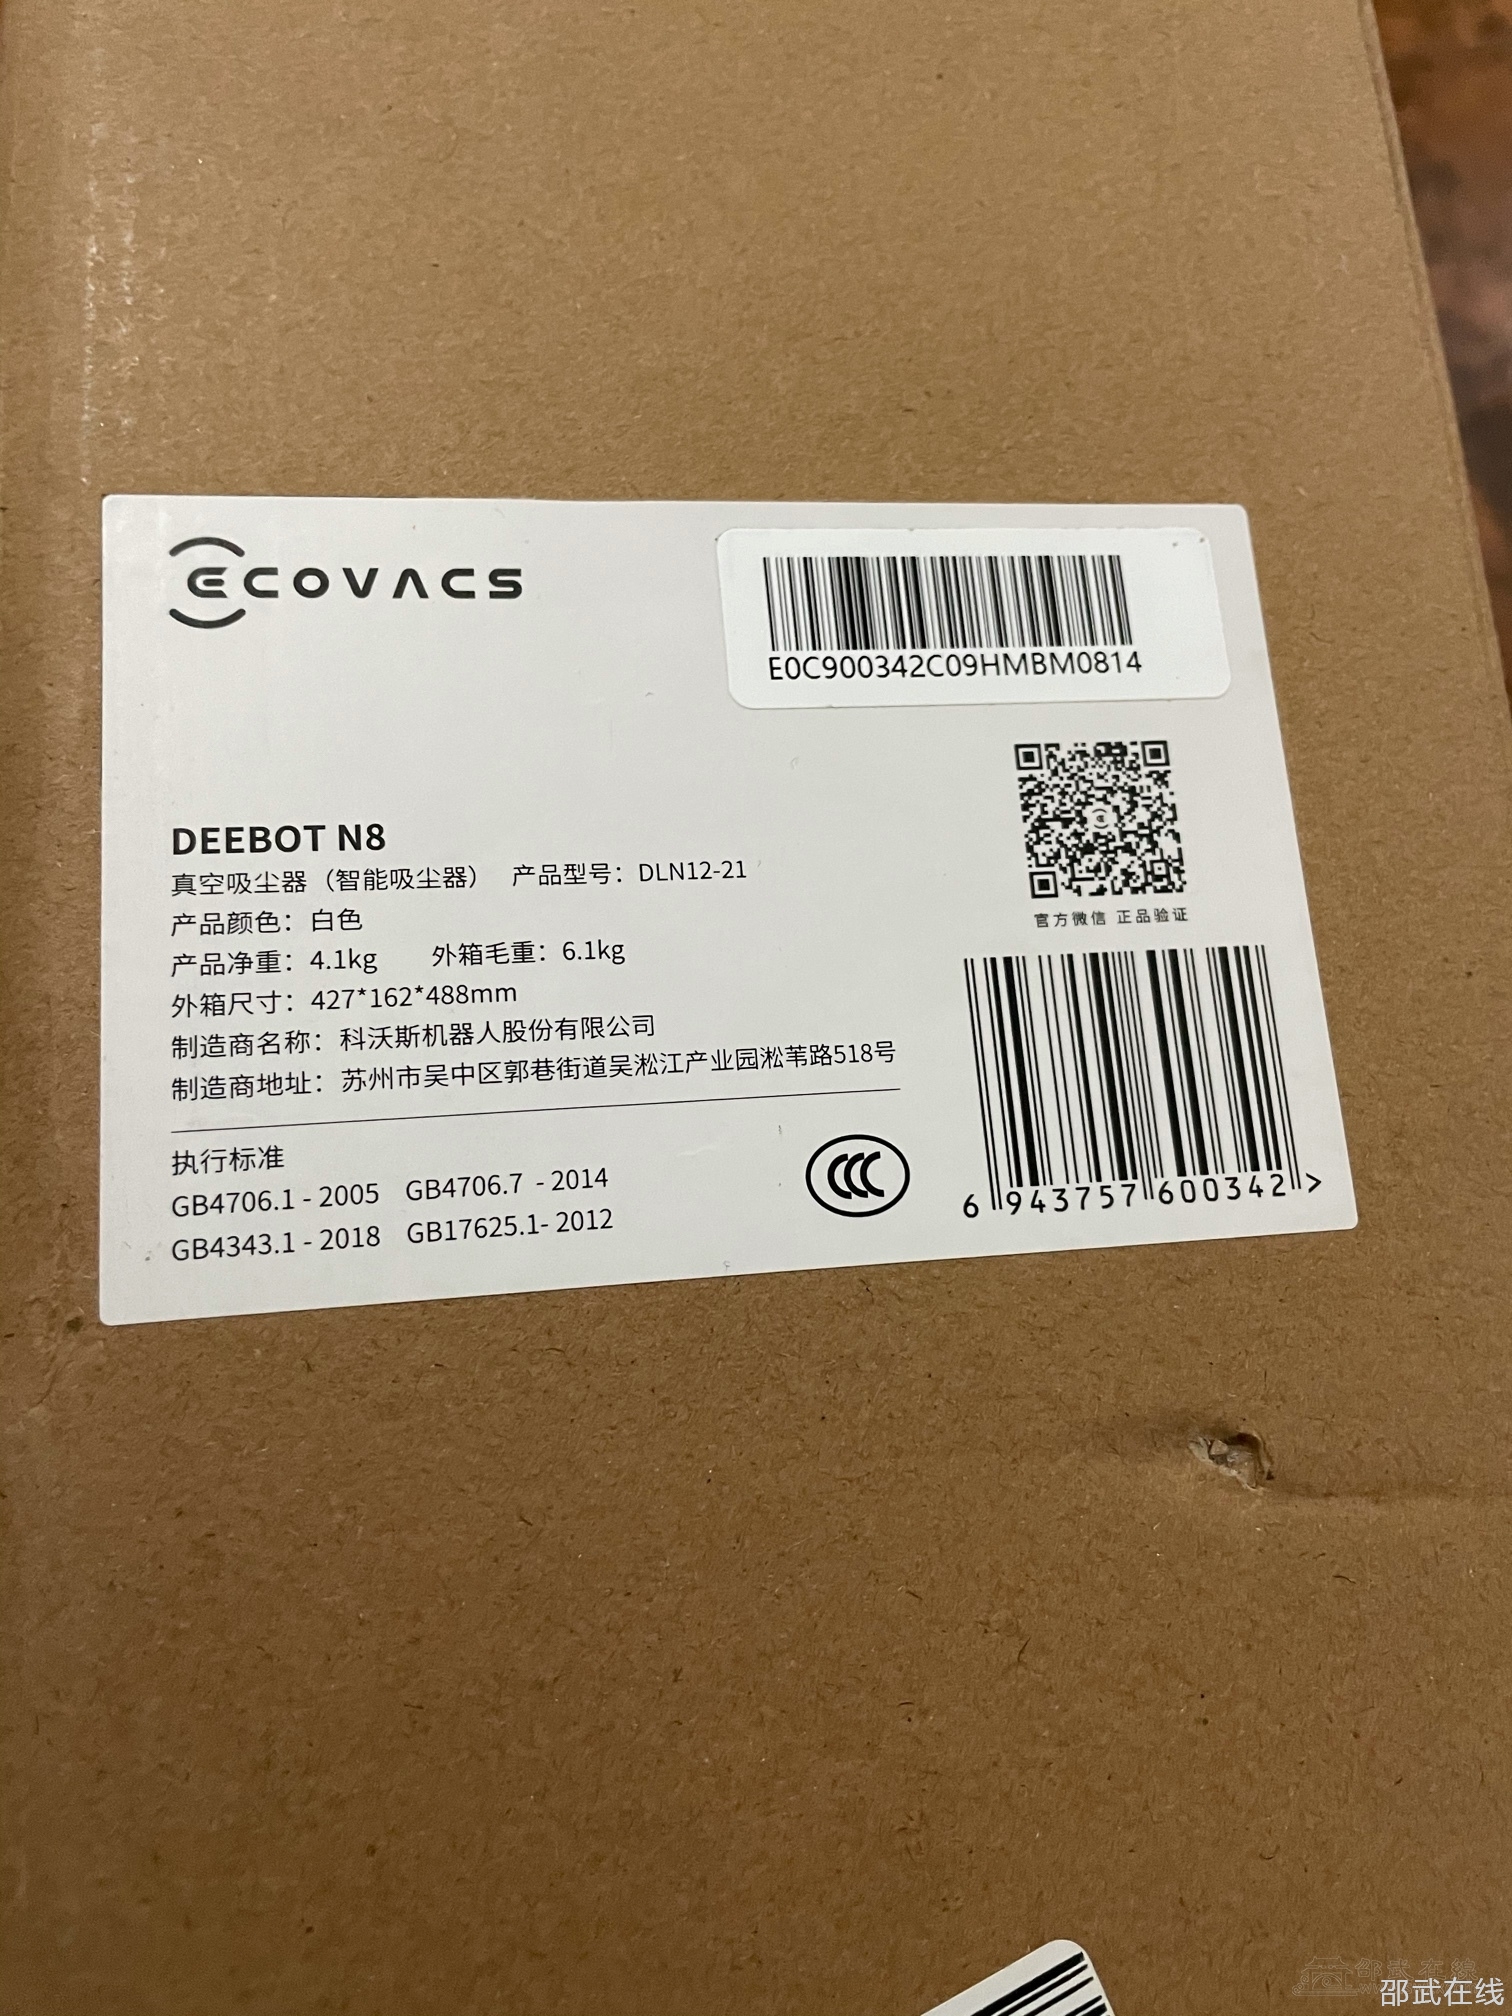 ECOVACS
E0C900342C09HMBM0814
DEEBOT N8
真空吸尘器（智能吸尘器） 产品型号：DLN12-21
产品颜色：白色
产品净重：4.1kg 外箱毛重：6.1kg
外箱尺寸：427*162*488mm
制造商名称：科沃斯机器人股份有限公司
制造商地址：苏州市吴中区郭巷街道吴淞江产业园淞苇路518号
官方微信 正品验证
执行标准
GB4706.1 - 2005 GB4706.7 - 2014
GB4343.1 - 2018 GB17625.1- 2012
CCC
6 943757 600342 >
邵武在線
邵武在线